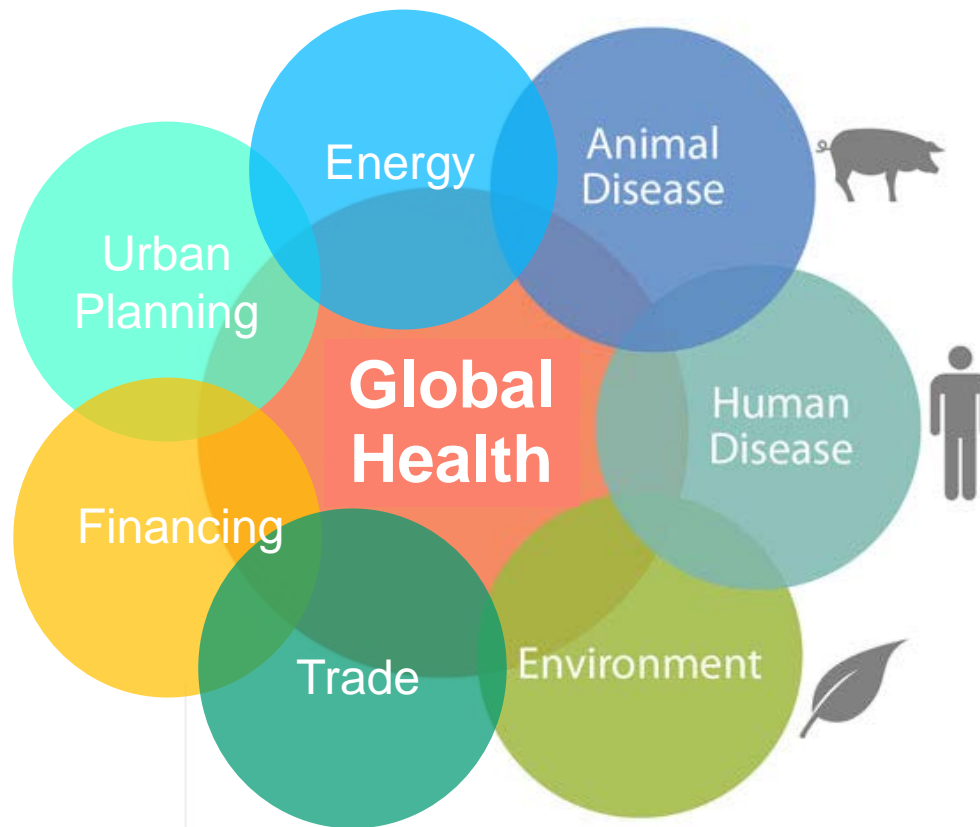 Energy
Animal
Disease
Urban
Planning
Global
Health
Human
Disease
Financing
Trade
Environment